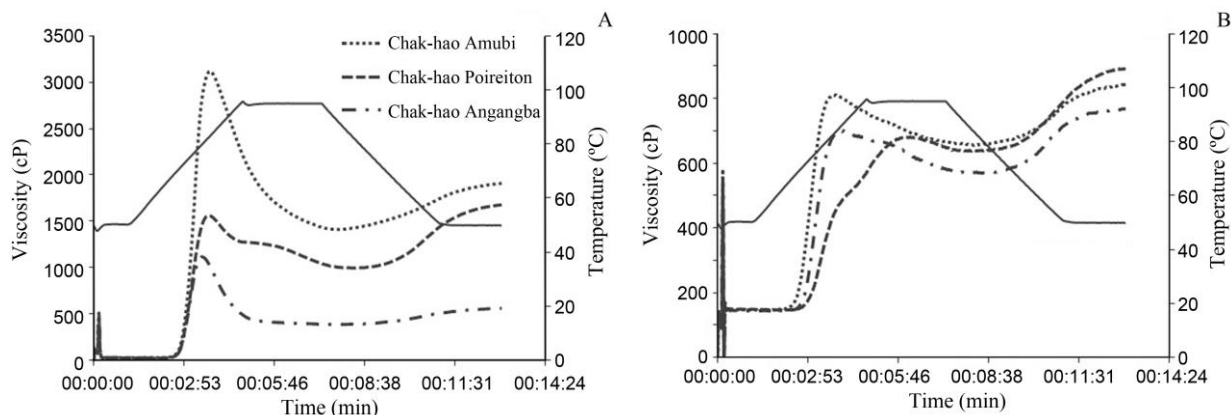 A
Viscosity (cP)
3500
3000
2500
2000
1500
1000
500
0
Chak-hao Amubi
Chak-hao Poireiton
Chak-hao Angangba
120
100
80
60
40
20
0
Temperature (ºC)
00:00:00 00:02:53 00:05:46 00:08:38 00:11:31 00:14:24
Time (min)
B
Viscosity (cP)
1000
800
600
400
200
0
120
100
80
60
40
20
0
Temperature (ºC)
00:00:00 00:02:53 00:05:46 00:08:38 00:11:31 00:14:24
Time (min)